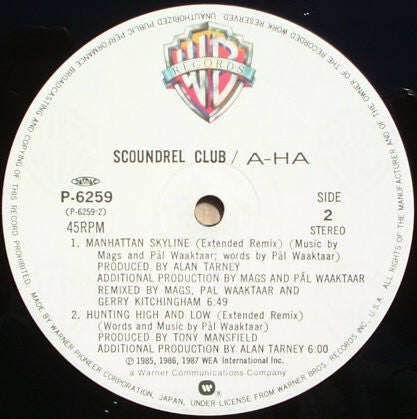 WB
RECORDS
SCOUNDREL CLUB / A-HA
P-6259
(P-6259-2)
45RPM
SIDE
2
STEREO
1. MANHATTAN SKYLINE (Extended Remix) (Music by
Mags and Pål Waaktaar; words by Pål Waaktaar)
PRODUCED BY ALAN TARNEY
ADDITIONAL PRODUCTION BY MAGS AND PÅL WAAKTAAR
REMIXED BY MAGS, PAL WAAKTAAR AND
GERRY KITCHINGHAM 6:49
2. HUNTING HIGH AND LOW (Extended Remix)
(Words and Music by Pål Waaktaar)
PRODUCED BY TONY MANSFIELD
ADDITIONAL PRODUCTION BY ALAN TARNEY 6:00
℗ 1985, 1986, 1987 WEA International Inc.
a Warner Communications Company
W
MADE BY WARNER-PIONEER CORPORATION, JAPAN, UNDER LICENSE FROM WARNER BROS. RECORDS INC., U.S.A. ALL RIGHTS OF THE MANUFACTURER AND OF THE OWNER OF THE RECORDED WORK RESERVED. UNAUTHORIZED PUBLIC PERFORMANCE, BROADCASTING AND COPYING OF THIS RECORD PROHIBITED.